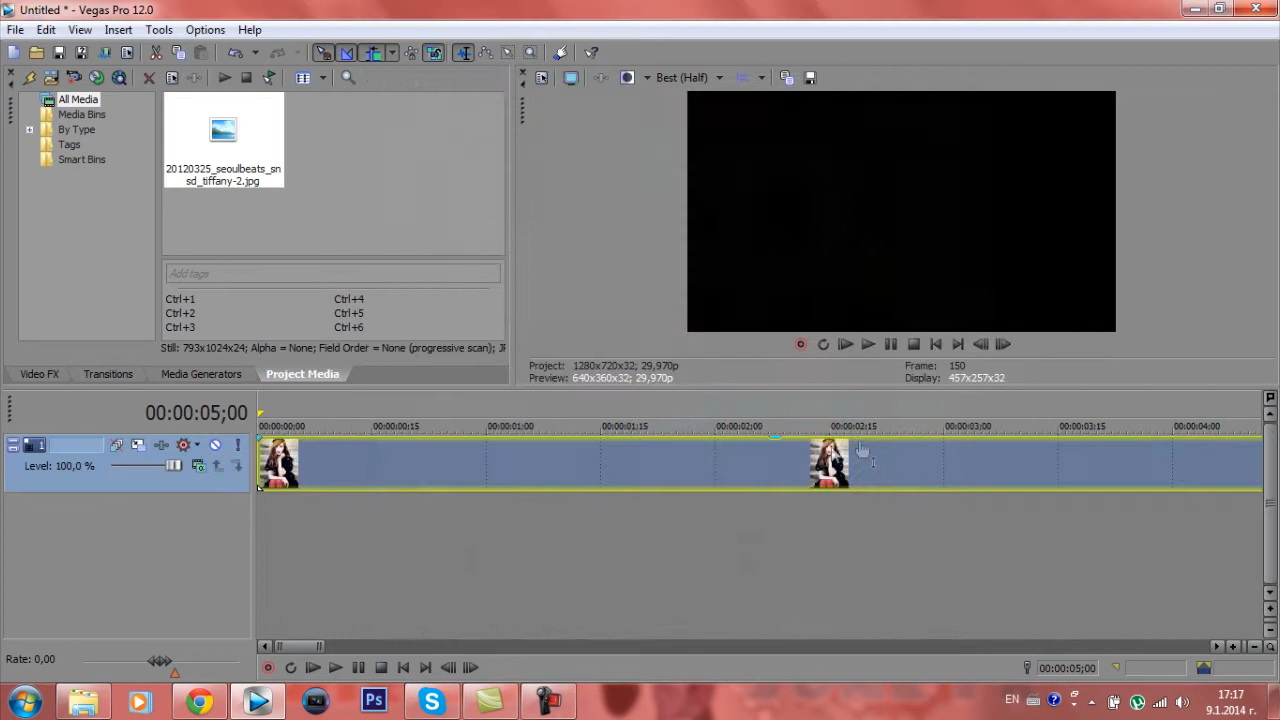 Untitled * - Vegas Pro 12.0
File Edit View Insert Tools Options Help
Best (Half)
All Media
Media Bins
By Type
Tags
Smart Bins
20120325_seoulbeats_sn
sd_tiffany-2.jpg
Add tags
Ctrl+1 Ctrl+4
Ctrl+2 Ctrl+5
Ctrl+3 Ctrl+6
Still: 793x1024x24; Alpha = None; Field Order = None (progressive scan);
Video FX Transitions Media Generators Project Media
Project: 1280x720x32; 29,970p Frame: 150
Preview: 640x360x32; 29,970p Display: 457x257x32
00:00:05;00
00:00:00;00 00:00:00;15 00:00:01;00 00:00:01;15 00:00:02;00 00:00:02;15 00:00:03;00 00:00:03;15 00:00:04;00
1
Level: 100,0 %
Rate: 0,00
00:00:05;00
Ps
EN
17:17
9.1.2014 г.